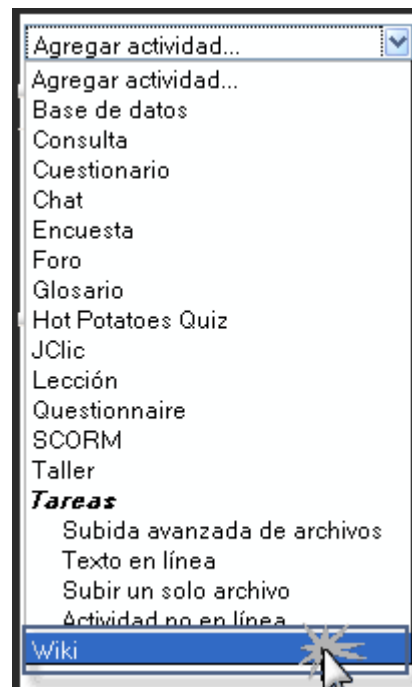 Agregar actividad...
Agregar actividad...
Base de datos
Consulta
Cuestionario
Chat
Encuesta
Foro
Glosario
Hot Potatoes Quiz
JClic
Lección
Questionnaire
SCORM
Taller
Tareas
Subida avanzada de archivos
Texto en línea
Subir un solo archivo
Actividad no en línea
Wiki